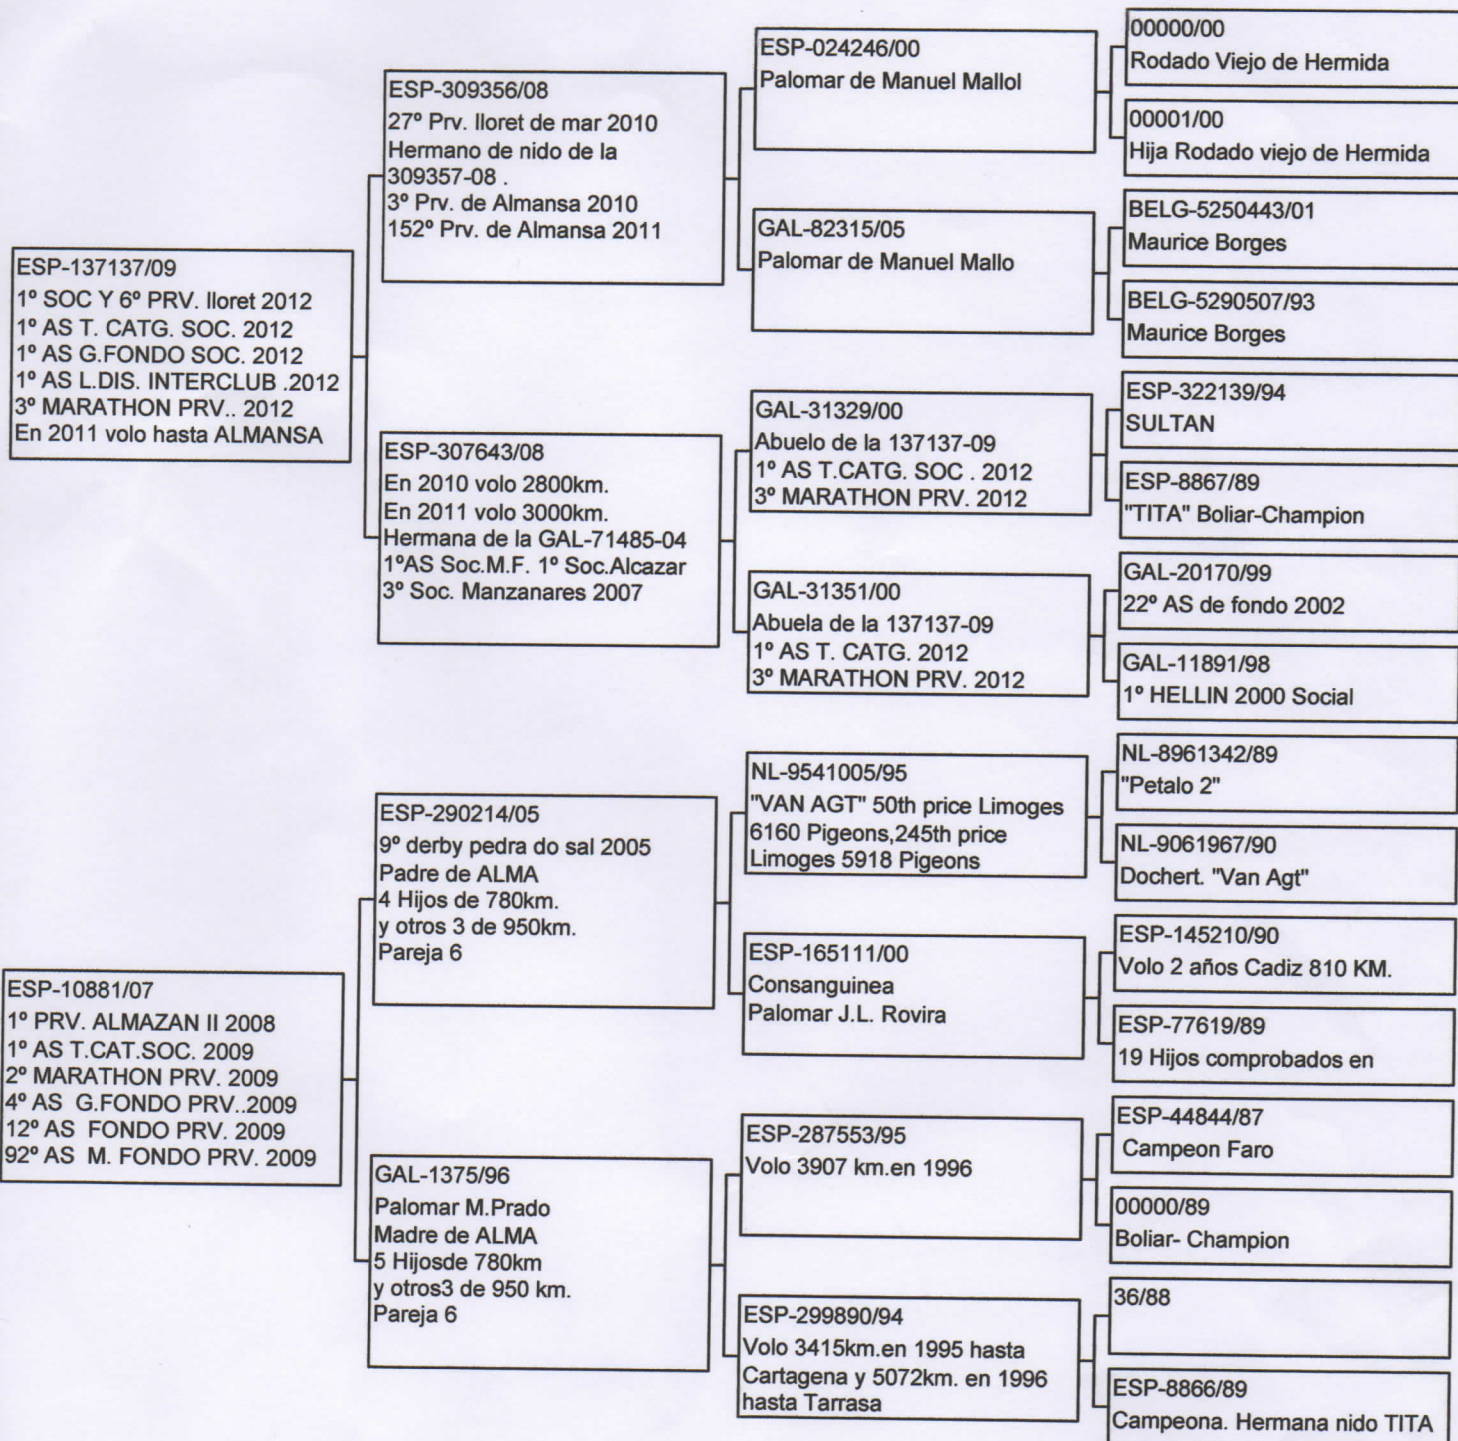 ESP-137137/09
1º SOC Y 6º PRV. lloret 2012
1º AS T. CATG. SOC. 2012
1º AS G.FONDO SOC. 2012
1º AS L.DIS. INTERCLUB .2012
3º MARATHON PRV.. 2012
En 2011 volo hasta ALMANSA
ESP-10881/07
1º PRV. ALMAZAN II 2008
1º AS T.CAT.SOC. 2009
2º MARATHON PRV. 2009
4º AS G.FONDO PRV..2009
12º AS FONDO PRV. 2009
92º AS M. FONDO PRV. 2009
ESP-309356/08
27º Prv. lloret de mar 2010
Hermano de nido de la
309357-08 .
3º Prv. de Almansa 2010
152º Prv. de Almansa 2011
ESP-307643/08
En 2010 volo 2800km.
En 2011 volo 3000km.
Hermana de la GAL-71485-04
1ºAS Soc.M.F. 1º Soc.Alcazar
3º Soc. Manzanares 2007
ESP-290214/05
9º derby pedra do sal 2005
Padre de ALMA
4 Hijos de 780km.
y otros 3 de 950km.
Pareja 6
GAL-1375/96
Palomar M.Prado
Madre de ALMA
5 Hijosde 780km
y otros3 de 950 km.
Pareja 6
ESP-024246/00
Palomar de Manuel Mallol
GAL-82315/05
Palomar de Manuel Mallo
GAL-31329/00
Abuelo de la 137137-09
1º AS T.CATG. SOC . 2012
3º MARATHON PRV. 2012
GAL-31351/00
Abuela de la 137137-09
1º AS T. CATG. 2012
3º MARATHON PRV. 2012
NL-9541005/95
"VAN AGT" 50th price Limoges
6160 Pigeons,245th price
Limoges 5918 Pigeons
ESP-165111/00
Consanguinea
Palomar J.L. Rovira
ESP-287553/95
Volo 3907 km.en 1996
ESP-299890/94
Volo 3415km.en 1995 hasta
Cartagena y 5072km. en 1996
hasta Tarrasa
00000/00
Rodado Viejo de Hermida
00001/00
Hija Rodado viejo de Hermida
BELG-5250443/01
Maurice Borges
BELG-5290507/93
Maurice Borges
ESP-322139/94
SULTAN
ESP-8867/89
"TITA" Boliar-Champion
GAL-20170/99
22º AS de fondo 2002
GAL-11891/98
1º HELLIN 2000 Social
NL-8961342/89
"Petalo 2"
NL-9061967/90
Dochert. "Van Agt"
ESP-145210/90
Volo 2 años Cadiz 810 KM.
ESP-77619/89
19 Hijos comprobados en
ESP-44844/87
Campeon Faro
00000/89
Boliar- Champion
36/88
ESP-8866/89
Campeona. Hermana nido TITA